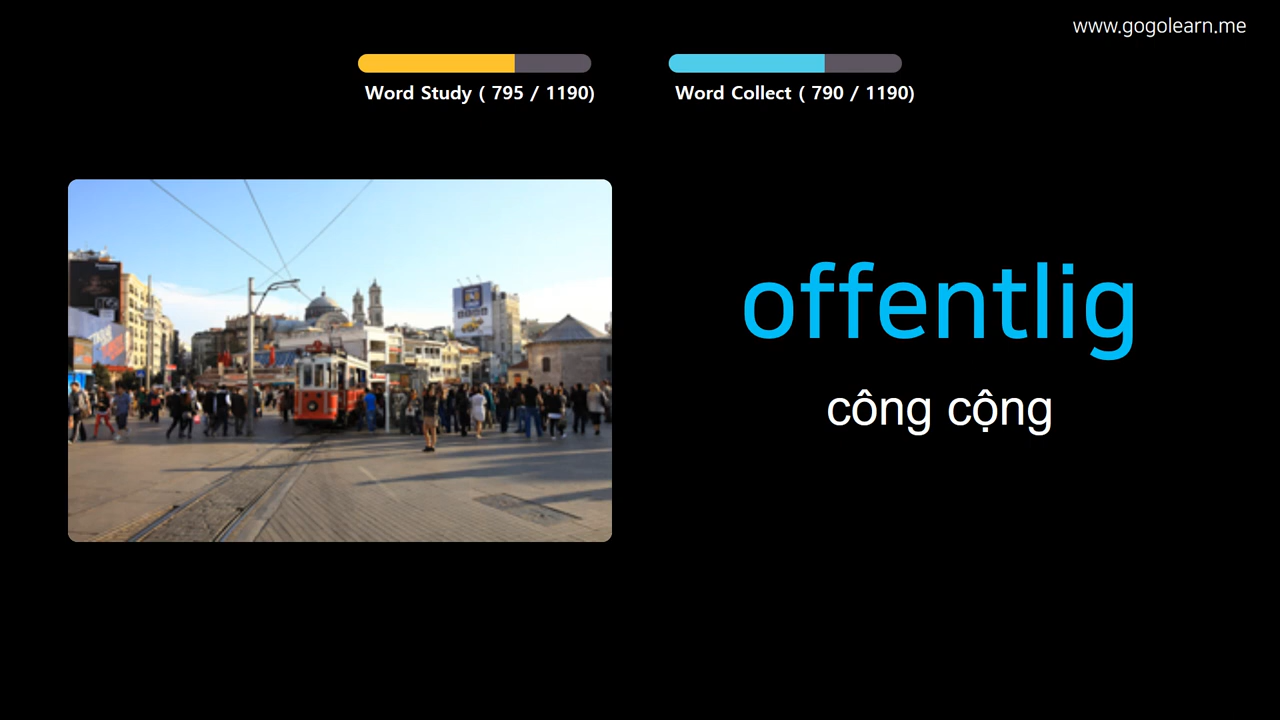 www.gogolearn.me
Word Study ( 795 / 1190)
Word Collect ( 790 / 1190)
offentlig
công cộng